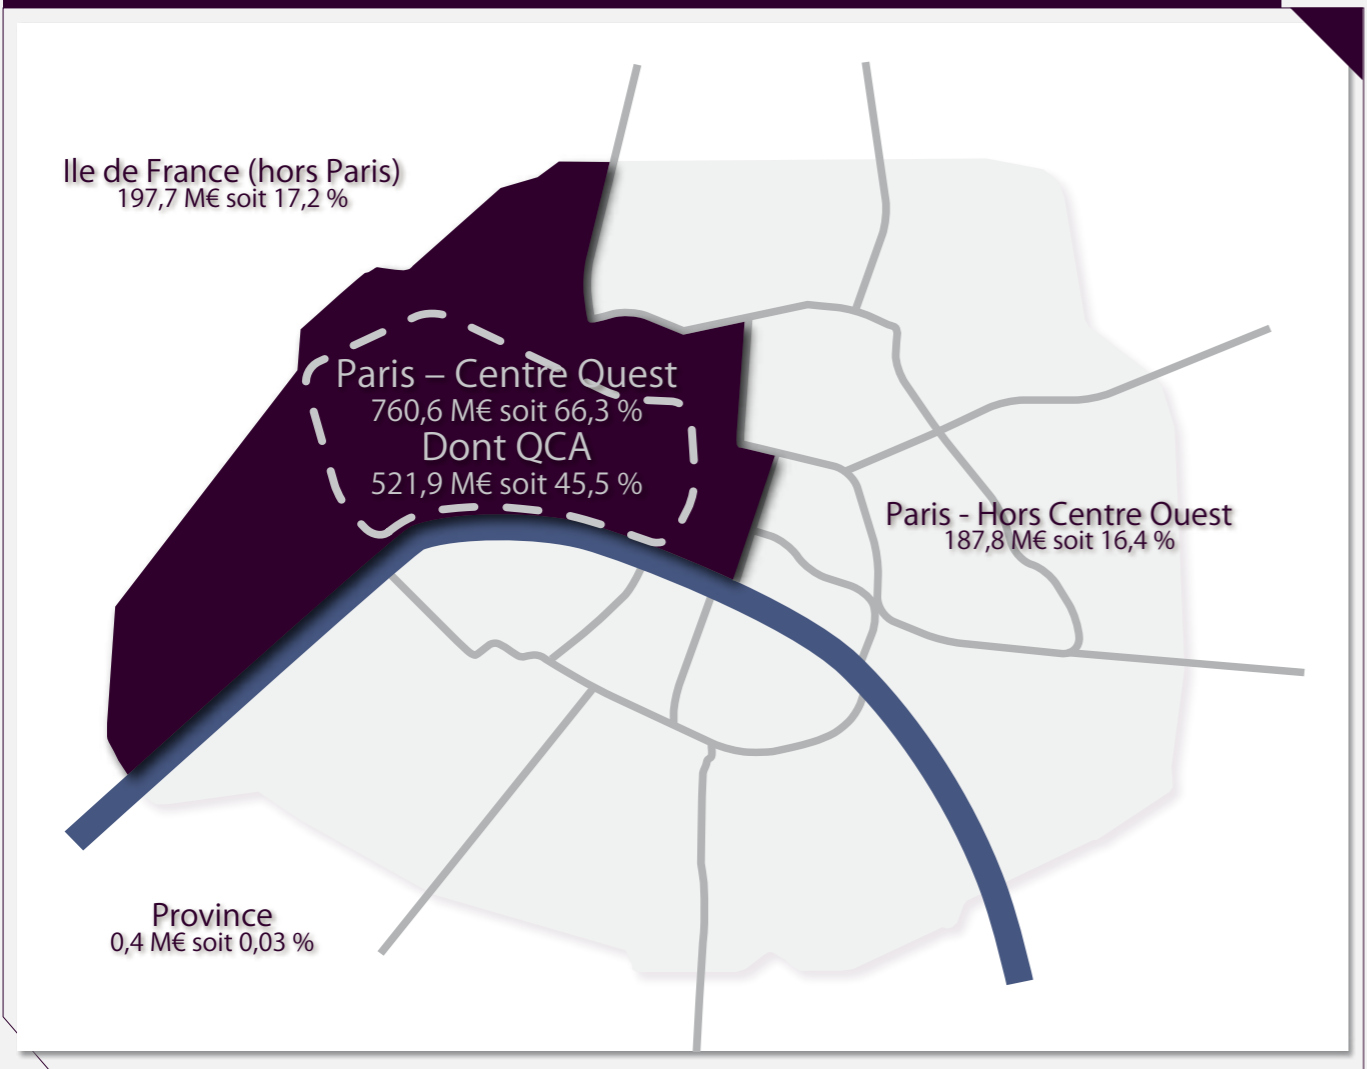 Ile de France (hors Paris)
197,7 M€ soit 17,2 %
Paris – Centre Ouest
760,6 M€ soit 66,3 %
Dont QCA
521,9 M€ soit 45,5 %
Paris - Hors Centre Ouest
187,8 M€ soit 16,4 %
Province
0,4 M€ soit 0,03 %